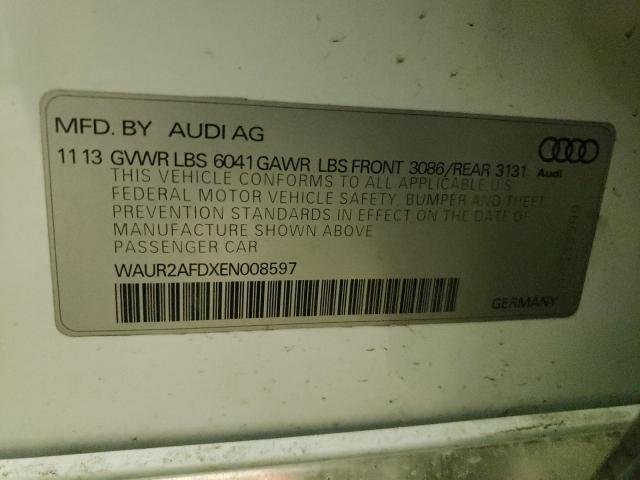 MFD. BY AUDI AG
11 13 GVWR LBS 6041 GAWR LBS FRONT 3086/REAR 3131
Audi
THIS VEHICLE CONFORMS TO ALL APPLICABLE U.S.
FEDERAL MOTOR VEHICLE SAFETY, BUMPER AND THEFT
PREVENTION STANDARDS IN EFFECT ON THE DATE OF
MANUFACTURE SHOWN ABOVE
PASSENGER CAR
WAUR2AFDXEN008597
GERMANY